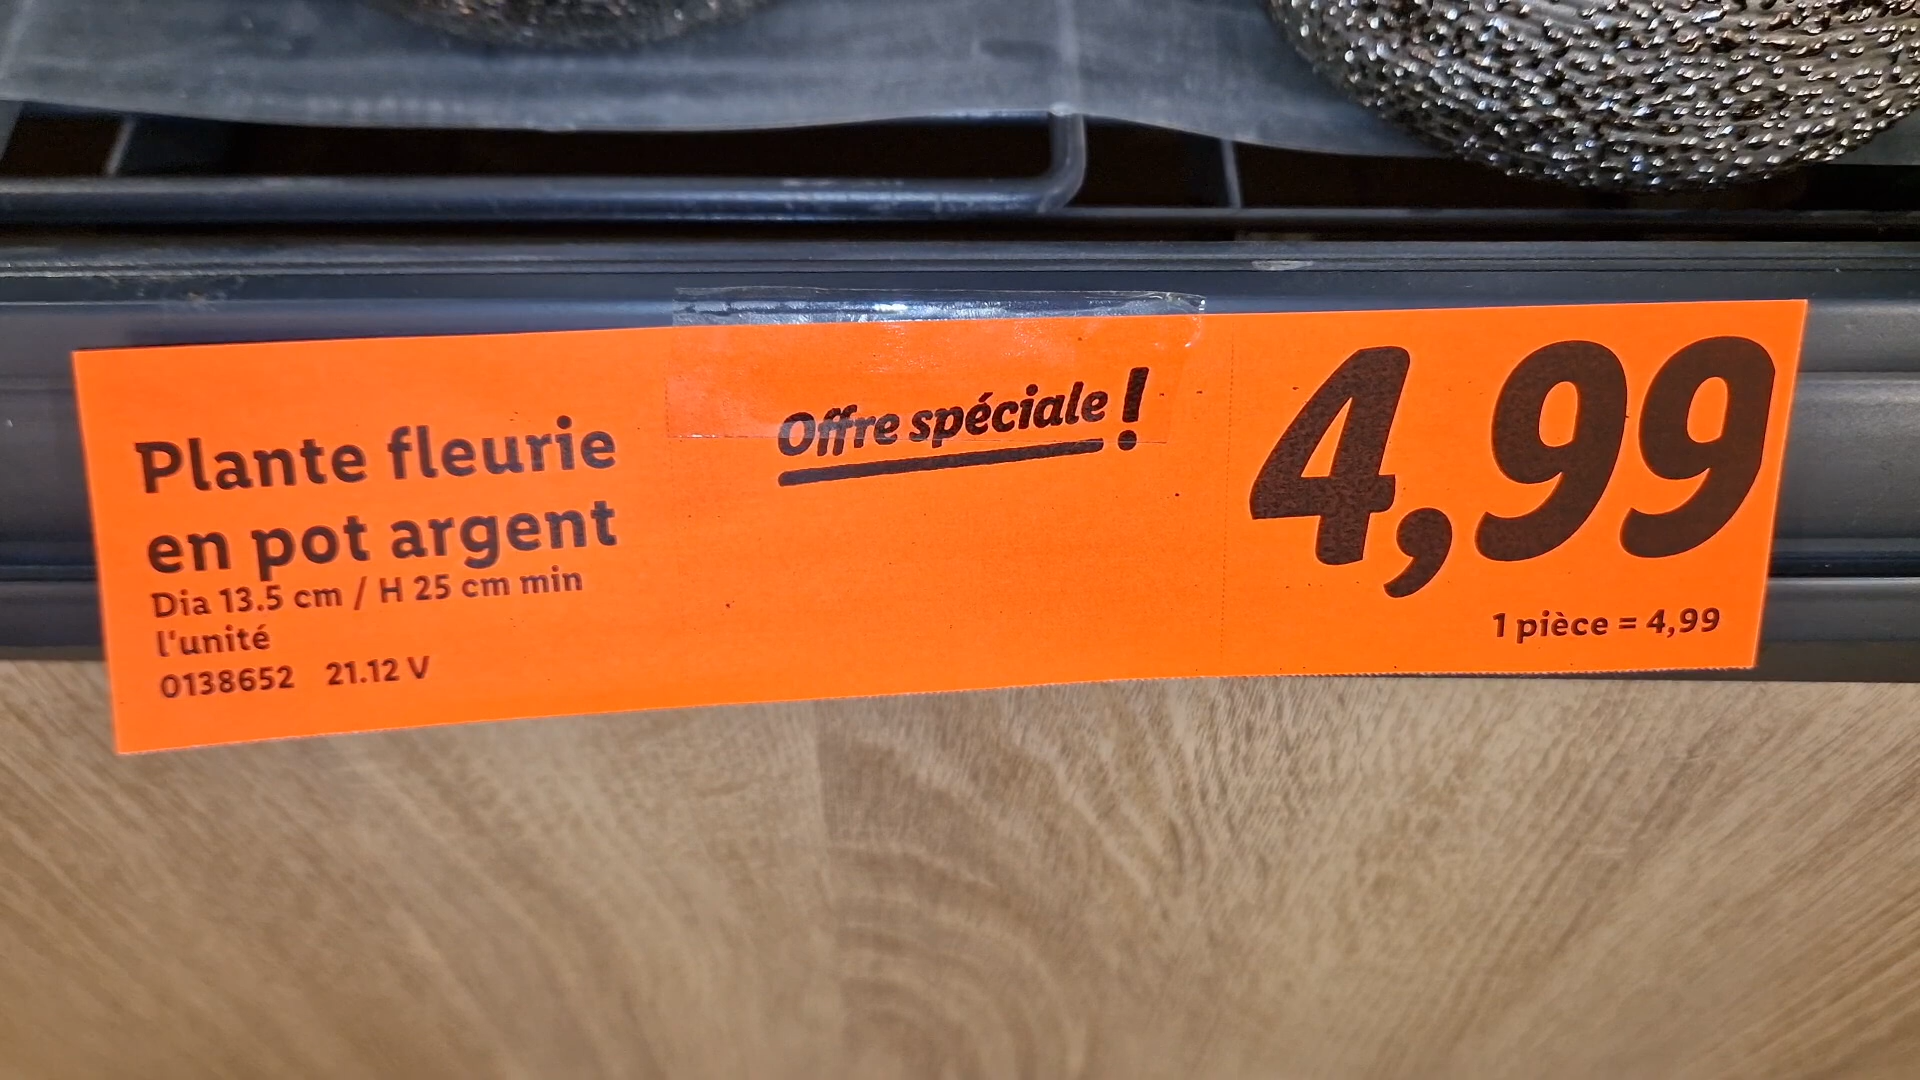 Plante fleurie
en pot argent
Dia 13.5 cm / H 25 cm min
l'unité
0138652 21.12 V
Offre spéciale !
4,99
1 pièce = 4,99